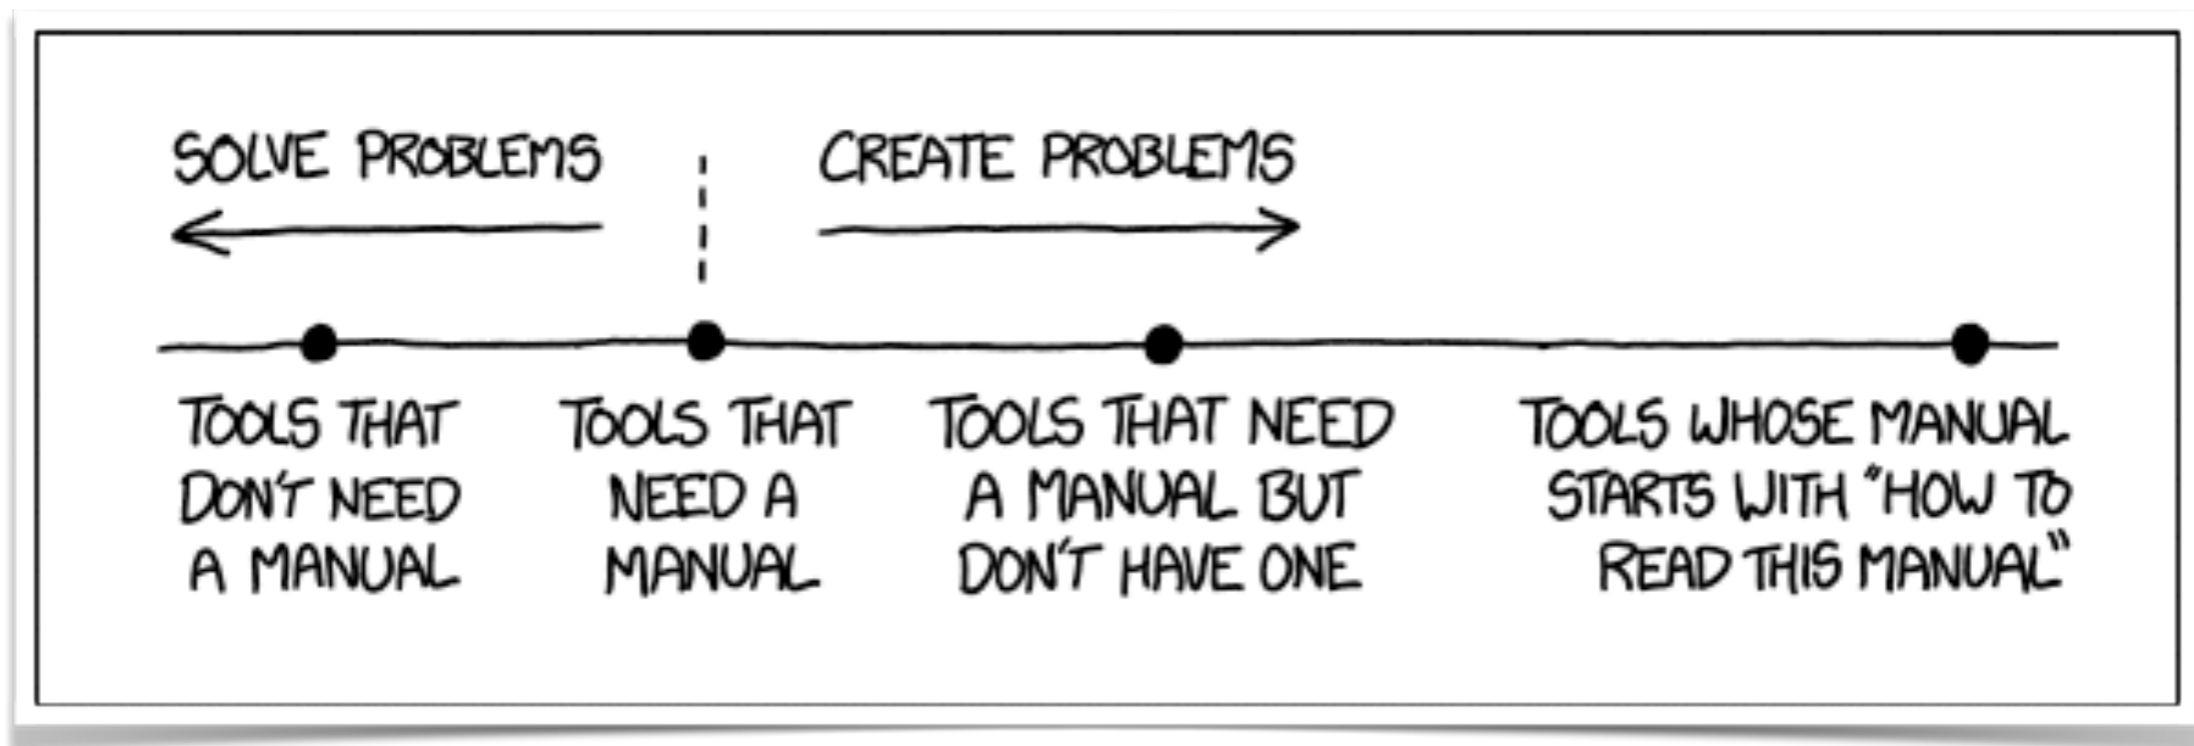 SOLVE PROBLEMS
CREATE PROBLEMS
TOOLS THAT
DON'T NEED
A MANUAL
TOOLS THAT
NEED A
MANUAL
TOOLS THAT NEED
A MANUAL BUT
DON'T HAVE ONE
TOOLS WHOSE MANUAL
STARTS WITH "HOW TO
READ THIS MANUAL"